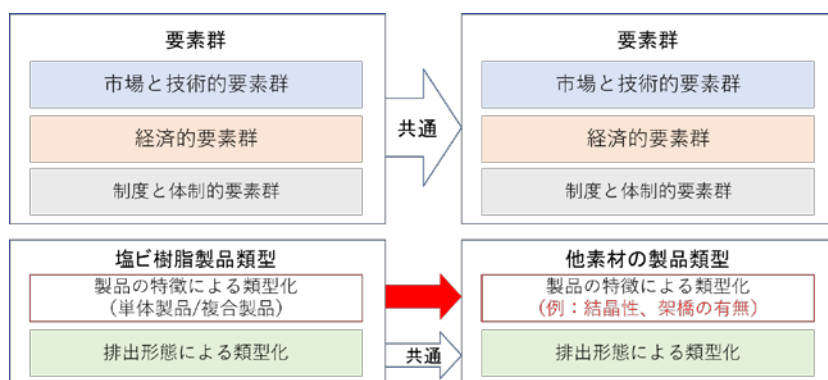 要素群
市場と技術的要素群
経済的要素群
制度と体制的要素群
共通
要素群
市場と技術的要素群
経済的要素群
制度と体制的要素群
塩ビ樹脂製品類型
製品の特徴による類型化
(単体製品/複合製品)
排出形態による類型化
共通
他素材の製品類型
製品の特徴による類型化
(例：結晶性、架橋の有無)
排出形態による類型化